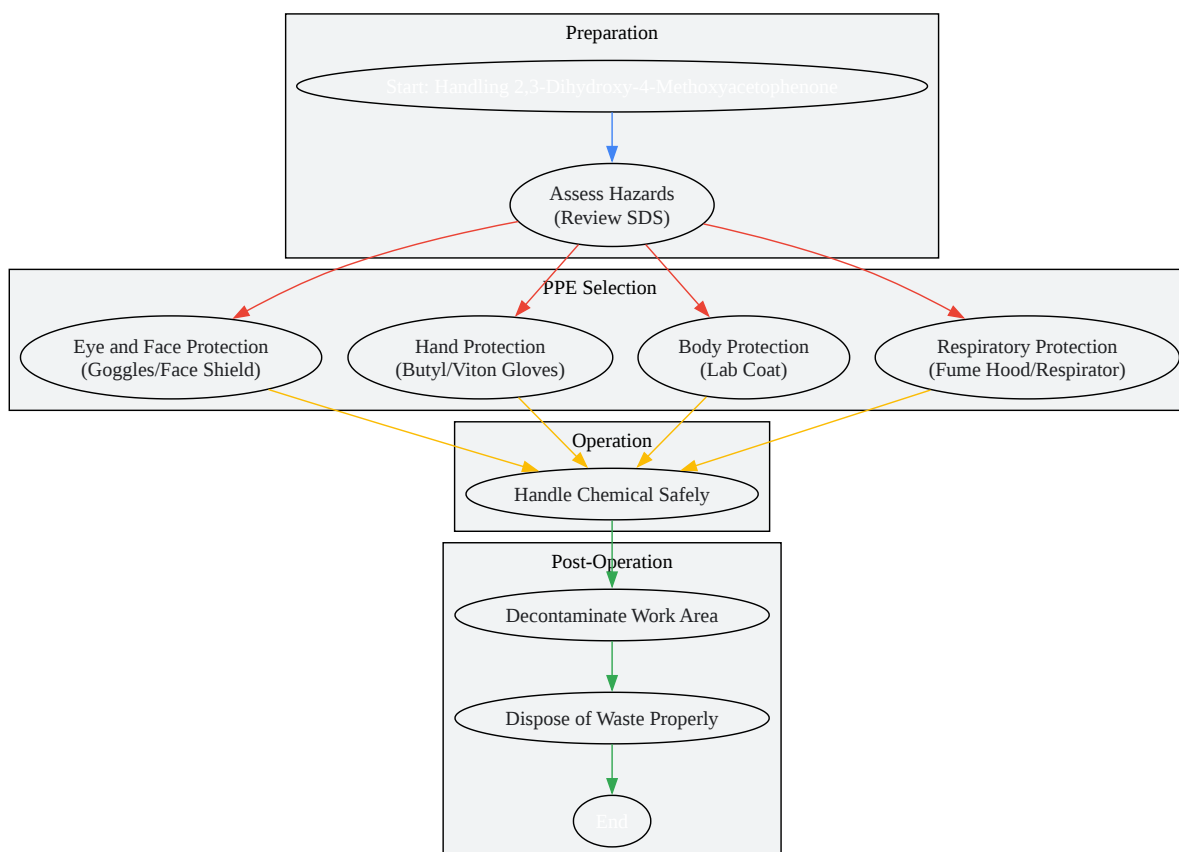 Preparation
Start: Handling 2,3-Dihydroxy-4-Methoxyacetophenone
Assess Hazards
(Review SDS)
PPE Selection
Eye and Face Protection
(Goggles/Face Shield)
Hand Protection
(Butyl/Viton Gloves)
Body Protection
(Lab Coat)
Respiratory Protection
(Fume Hood/Respirator)
Operation
Handle Chemical Safely
Post-Operation
Decontaminate Work Area
Dispose of Waste Properly
End